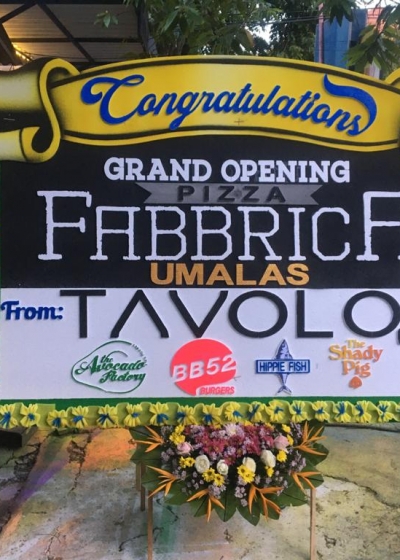 Congratulations
GRAND OPENING
PIZZA
FABBRICA
UMALAS
From: TAVOLO
the Avocado Factory
BB52 BURGERS
HIPPIE FISH
The Shady Pig